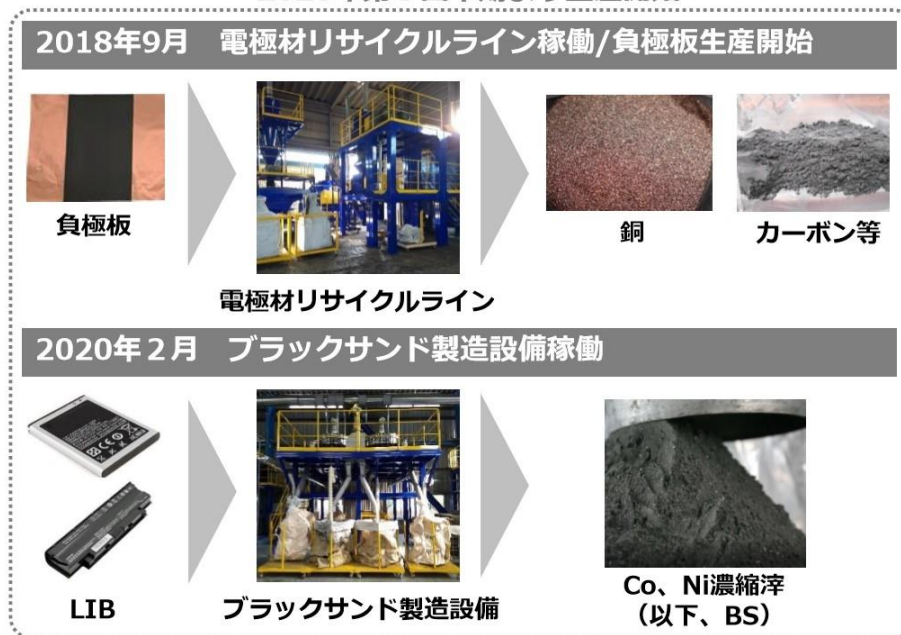 2018年9月 電極材リサイクルライン稼働/負極板生産開始
負極板
銅
カーボン等
電極材リサイクルライン
2020年２月 ブラックサンド製造設備稼働
LIB
ブラックサンド製造設備
Co、Ni濃縮滓
（以下、BS）